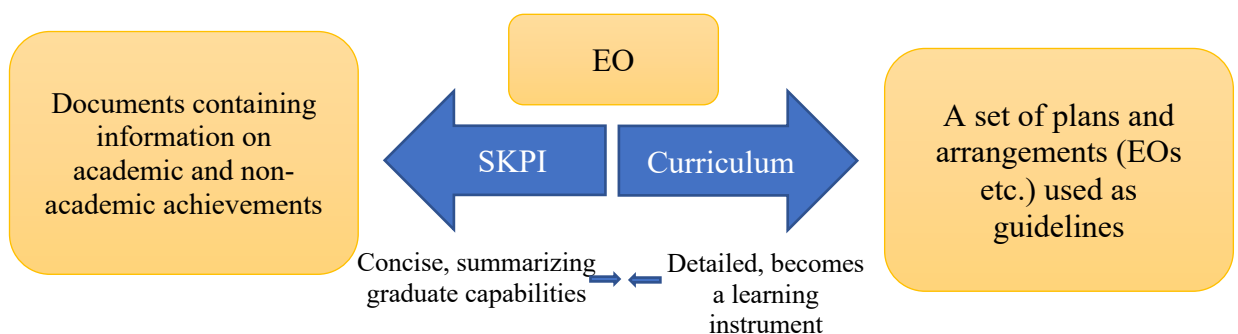 EO
Documents containing
information on
academic and non-
academic achievements
SKPI
Curriculum
A set of plans and
arrangements (EOs
etc.) used as
guidelines
Concise, summarizing
graduate capabilities
Detailed, becomes
a learning
instrument